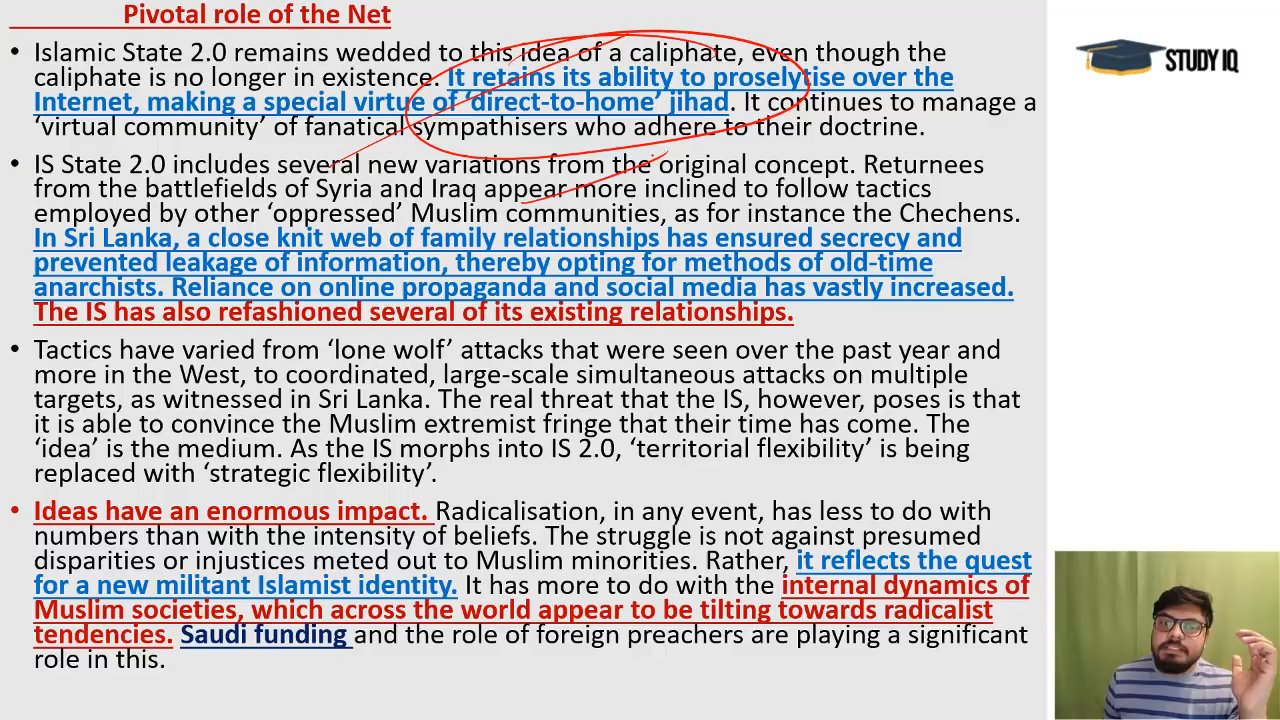 Pivotal role of the Net
• Islamic State 2.0 remains wedded to this idea of a caliphate, even though the
caliphate is no longer in existence. It retains its ability to proselytise over the
Internet, making a special virtue of ‘direct-to-home’ jihad. It continues to manage a
‘virtual community’ of fanatical sympathisers who adhere to their doctrine.
• IS State 2.0 includes several new variations from the original concept. Returnees
from the battlefields of Syria and Iraq appear more inclined to follow tactics
employed by other ‘oppressed’ Muslim communities, as for instance the Chechens.
In Sri Lanka, a close knit web of family relationships has ensured secrecy and
prevented leakage of information, thereby opting for methods of old-time
anarchists. Reliance on online propaganda and social media has vastly increased.
The IS has also refashioned several of its existing relationships.
• Tactics have varied from ‘lone wolf’ attacks that were seen over the past year and
more in the West, to coordinated, large-scale simultaneous attacks on multiple
targets, as witnessed in Sri Lanka. The real threat that the IS, however, poses is that
it is able to convince the Muslim extremist fringe that their time has come. The
‘idea’ is the medium. As the IS morphs into IS 2.0, ‘territorial flexibility’ is being
replaced with ‘strategic flexibility’.
• Ideas have an enormous impact. Radicalisation, in any event, has less to do with
numbers than with the intensity of beliefs. The struggle is not against presumed
disparities or injustices meted out to Muslim minorities. Rather, it reflects the quest
for a new militant Islamist identity. It has more to do with the internal dynamics of
Muslim societies, which across the world appear to be tilting towards radicalist
tendencies. Saudi funding and the role of foreign preachers are playing a significant
role in this.
STUDY IQ